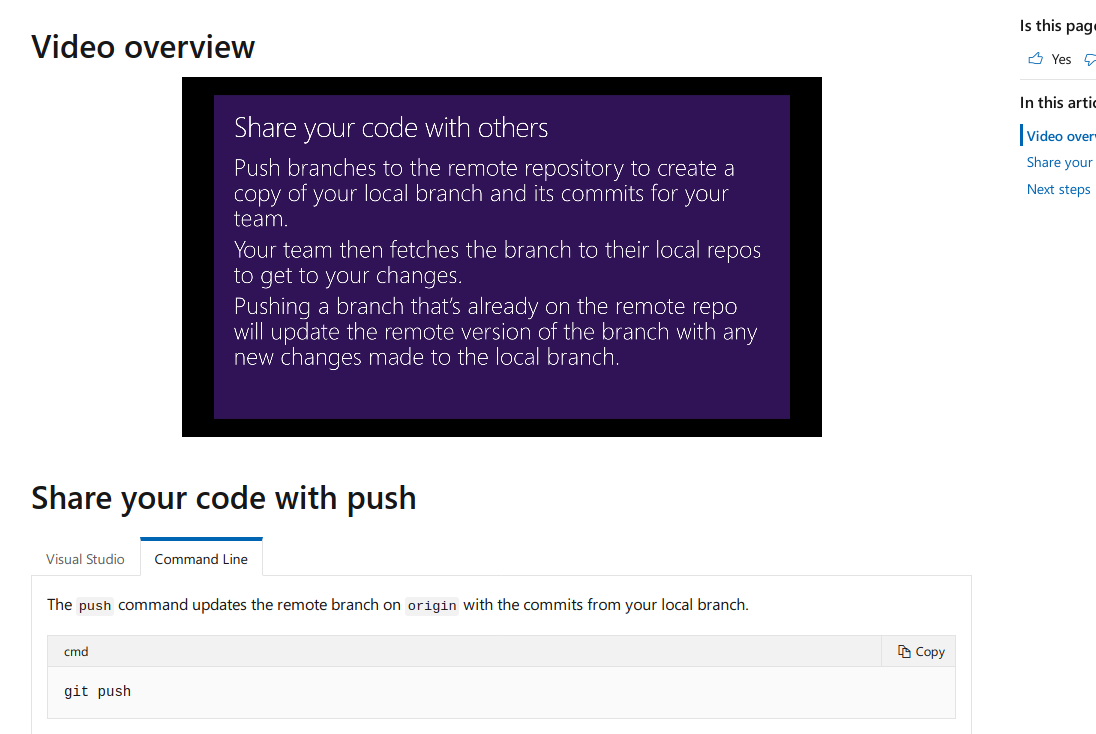 Video overview
Share your code with others
Push branches to the remote repository to create a
copy of your local branch and its commits for your
team.
Your team then fetches the branch to their local repos
to get to your changes.
Pushing a branch that's already on the remote repo
will update the remote version of the branch with any
new changes made to the local branch.
Share your code with push
Visual Studio
Command Line
The push command updates the remote branch on origin with the commits from your local branch.
cmd
Copy
git push
Is this page
Yes
In this arti
Video over
Share your
Next steps